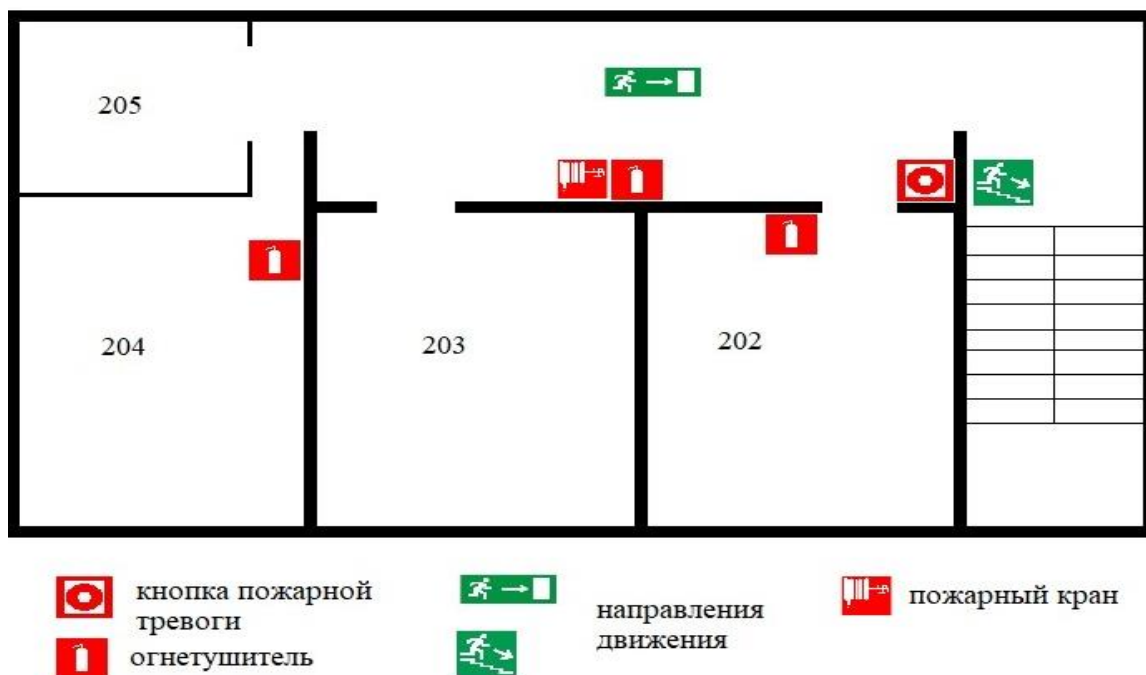 205
204
203
202
кнопка пожарной
тревоги
огнетушитель
направления
движения
пожарный кран